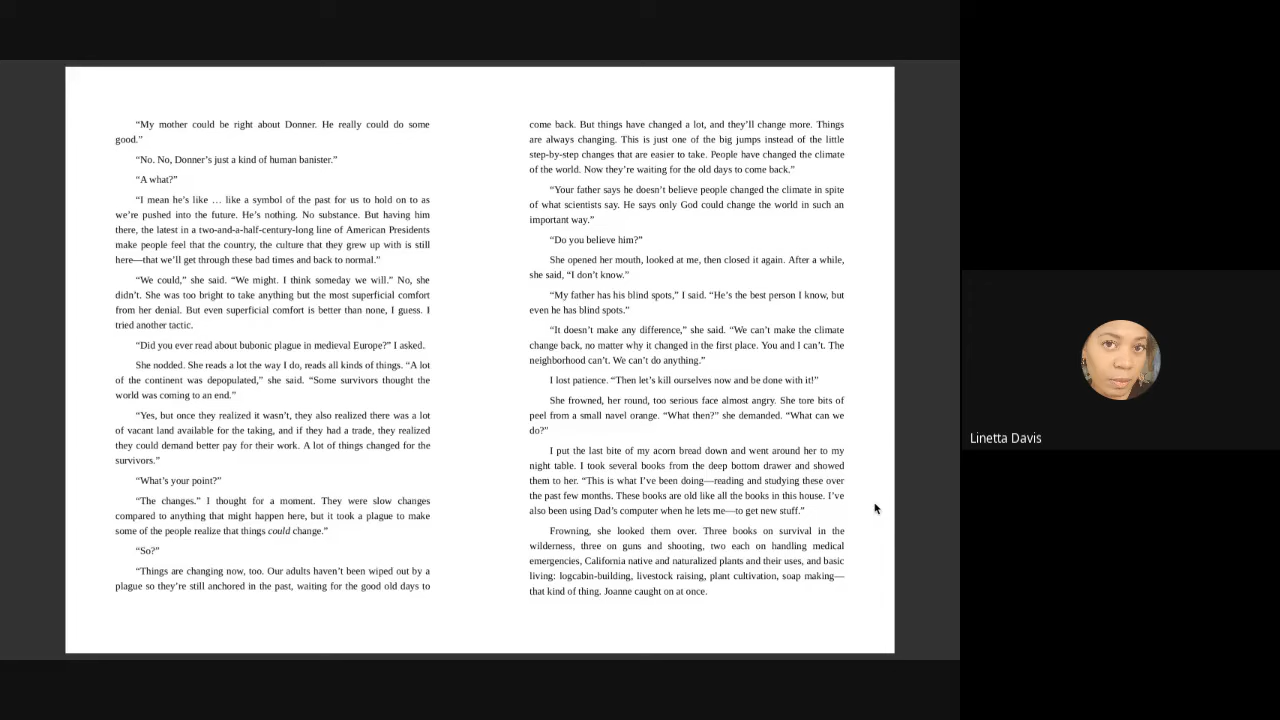 “My mother could be right about Donner. He really could do some
good.”
“No. No, Donner’s just a kind of human banister.”
“A what?”
“I mean he’s like … like a symbol of the past for us to hold on to as
we’re pushed into the future. He’s nothing. No substance. But having him
there, the latest in a two-and-a-half-century-long line of American Presidents
make people feel that the country, the culture that they grew up with is still
here—that we’ll get through these bad times and back to normal.”
“We could,” she said. “We might. I think someday we will.” No, she
didn’t. She was too bright to take anything but the most superficial comfort
from her denial. But even superficial comfort is better than none, I guess. I
tried another tactic.
“Did you ever read about bubonic plague in medieval Europe?” I asked.
She nodded. She reads a lot the way I do, reads all kinds of things. “A lot
of the continent was depopulated,” she said. “Some survivors thought the
world was coming to an end.”
“Yes, but once they realized it wasn’t, they also realized there was a lot
of vacant land available for the taking, and if they had a trade, they realized
they could demand better pay for their work. A lot of things changed for the
survivors.”
“What’s your point?”
“The changes.” I thought for a moment. They were slow changes
compared to anything that might happen here, but it took a plague to make
some of the people realize that things could change.”
“So?”
“Things are changing now, too. Our adults haven’t been wiped out by a
plague so they’re still anchored in the past, waiting for the good old days to
come back. But things have changed a lot, and they’ll change more. Things
are always changing. This is just one of the big jumps instead of the little
step-by-step changes that are easier to take. People have changed the climate
of the world. Now they’re waiting for the old days to come back.”
“Your father says he doesn’t believe people changed the climate in spite
of what scientists say. He says only God could change the world in such an
important way.”
“Do you believe him?”
She opened her mouth, looked at me, then closed it again. After a while,
she said, “I don’t know.”
“My father has his blind spots,” I said. “He’s the best person I know, but
even he has blind spots.”
“It doesn’t make any difference,” she said. “We can’t make the climate
change back, no matter why it changed in the first place. You and I can’t. The
neighborhood can’t. We can’t do anything.”
I lost patience. “Then let’s kill ourselves now and be done with it!”
She frowned, her round, too serious face almost angry. She tore bits of
peel from a small navel orange. “What then?” she demanded. “What can we
do?”
I put the last bite of my acorn bread down and went around her to my
night table. I took several books from the deep bottom drawer and showed
them to her. “This is what I’ve been doing—reading and studying these over
the past few months. These books are old like all the books in this house. I’ve
also been using Dad’s computer when he lets me—to get new stuff.”
Frowning, she looked them over. Three books on survival in the
wilderness, three on guns and shooting, two each on handling medical
emergencies, California native and naturalized plants and their uses, and basic
living: logcabin-building, livestock raising, plant cultivation, soap making—
that kind of thing. Joanne caught on at once.
Linetta Davis